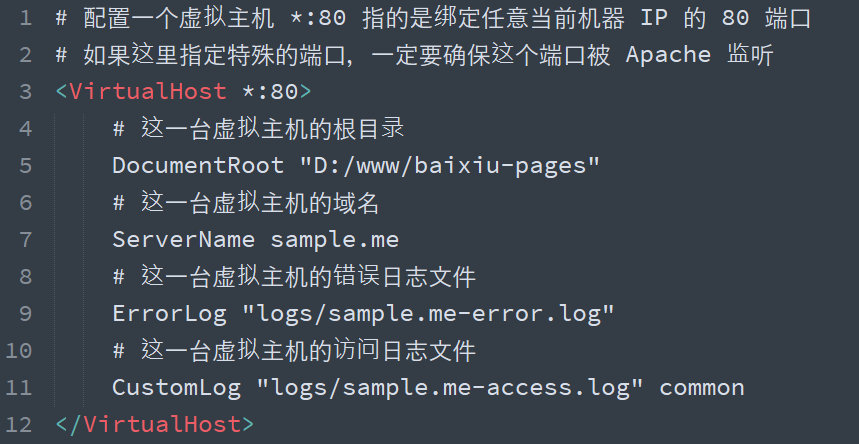 1 # 配置一个虚拟主机 *:80 指的是绑定任意当前机器 IP 的 80 端口
2 # 如果这里指定特殊的端口，一定要确保这个端口被 Apache 监听
3 <VirtualHost *:80>
4 # 这一台虚拟主机的根目录
5 DocumentRoot "D:/www/baixiu-pages"
6 # 这一台虚拟主机的域名
7 ServerName sample.me
8 # 这一台虚拟主机的错误日志文件
9 ErrorLog "logs/sample.me-error.log"
10 # 这一台虚拟主机的访问日志文件
11 CustomLog "logs/sample.me-access.log" common
12 </VirtualHost>